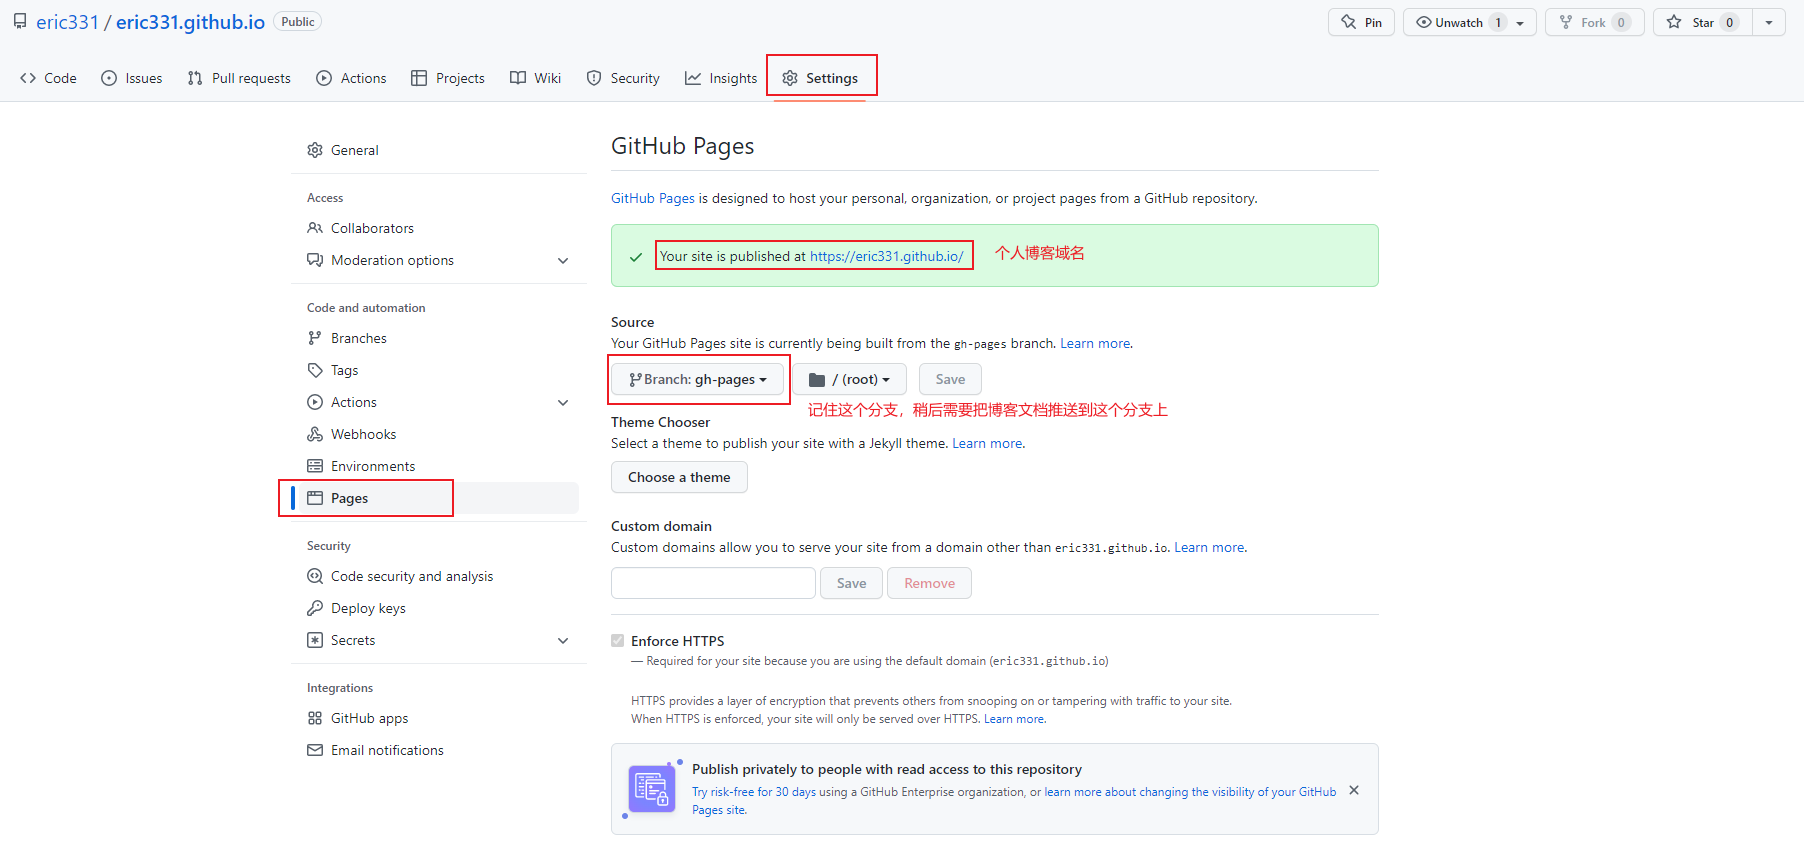 eric331 / eric331.github.io Public
Pin Unwatch 1 Fork 0 Star 0
Code Issues Pull requests Actions Projects Wiki Security Insights Settings
General
Access
Collaborators
Moderation options
Code and automation
Branches
Tags
Actions
Webhooks
Environments
Pages
Security
Code security and analysis
Deploy keys
Secrets
Integrations
GitHub apps
Email notifications
GitHub Pages
GitHub Pages is designed to host your personal, organization, or project pages from a GitHub repository.
Your site is published at https://eric331.github.io/ 个人博客域名
Source
Your GitHub Pages site is currently being built from the gh-pages branch. Learn more.
Branch: gh-pages / (root) Save
记住这个分支，稍后需要把博客文档推送到这个分支上
Theme Chooser
Select a theme to publish your site with a Jekyll theme. Learn more.
Choose a theme
Custom domain
Custom domains allow you to serve your site from a domain other than eric331.github.io. Learn more.
Save Remove
Enforce HTTPS
— Required for your site because you are using the default domain (eric331.github.io)
HTTPS provides a layer of encryption that prevents others from snooping on or tampering with traffic to your site.
When HTTPS is enforced, your site will only be served over HTTPS. Learn more.
Publish privately to people with read access to this repository
Try risk-free for 30 days using a GitHub Enterprise organization, or learn more about changing the visibility of your GitHub
Pages site.